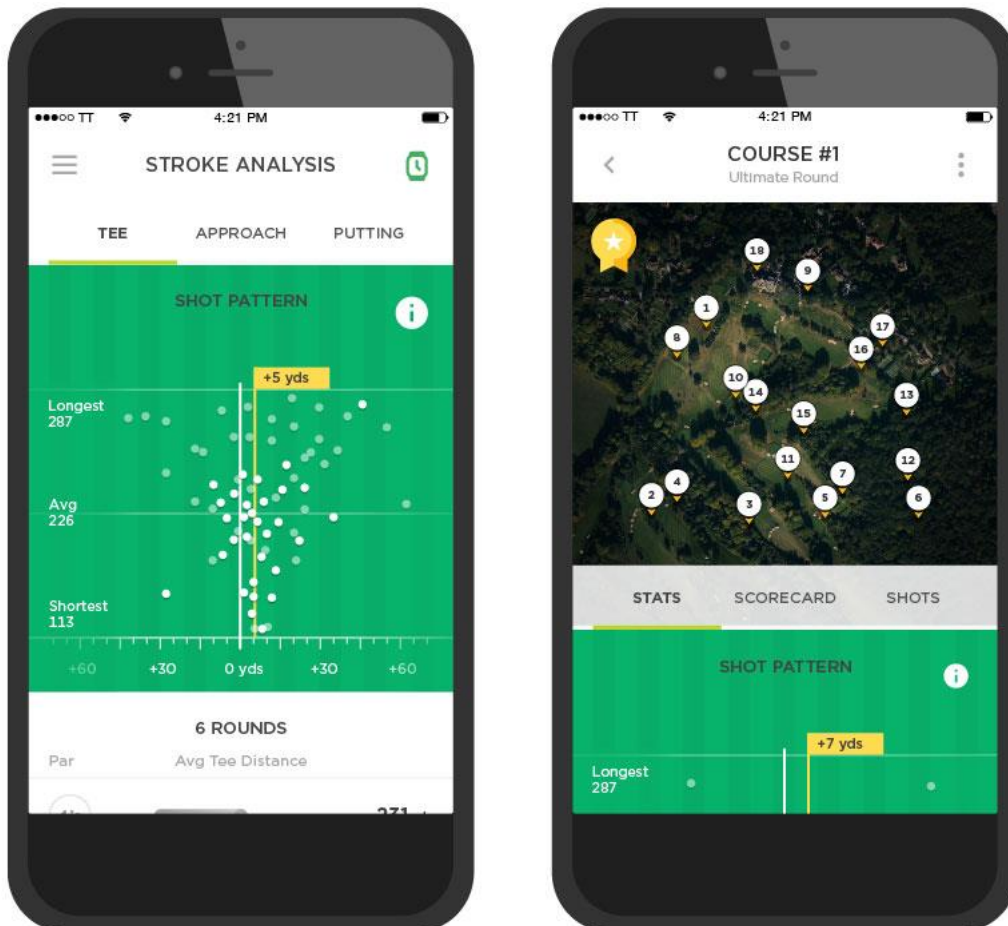 ●●●○○ TT 4:21 PM
STROKE ANALYSIS
TEE APPROACH PUTTING
SHOT PATTERN
i
+5 yds
Longest
287
Avg
226
Shortest
113
+60 +30 0 yds +30 +60
6 ROUNDS
Par Avg Tee Distance
231
●●●○○ TT 4:21 PM
COURSE #1
Ultimate Round
18
9
1
17
8
16
10
14
13
15
11
12
7
4
2
5
6
3
STATS SCORECARD SHOTS
SHOT PATTERN
i
+7 yds
Longest
287